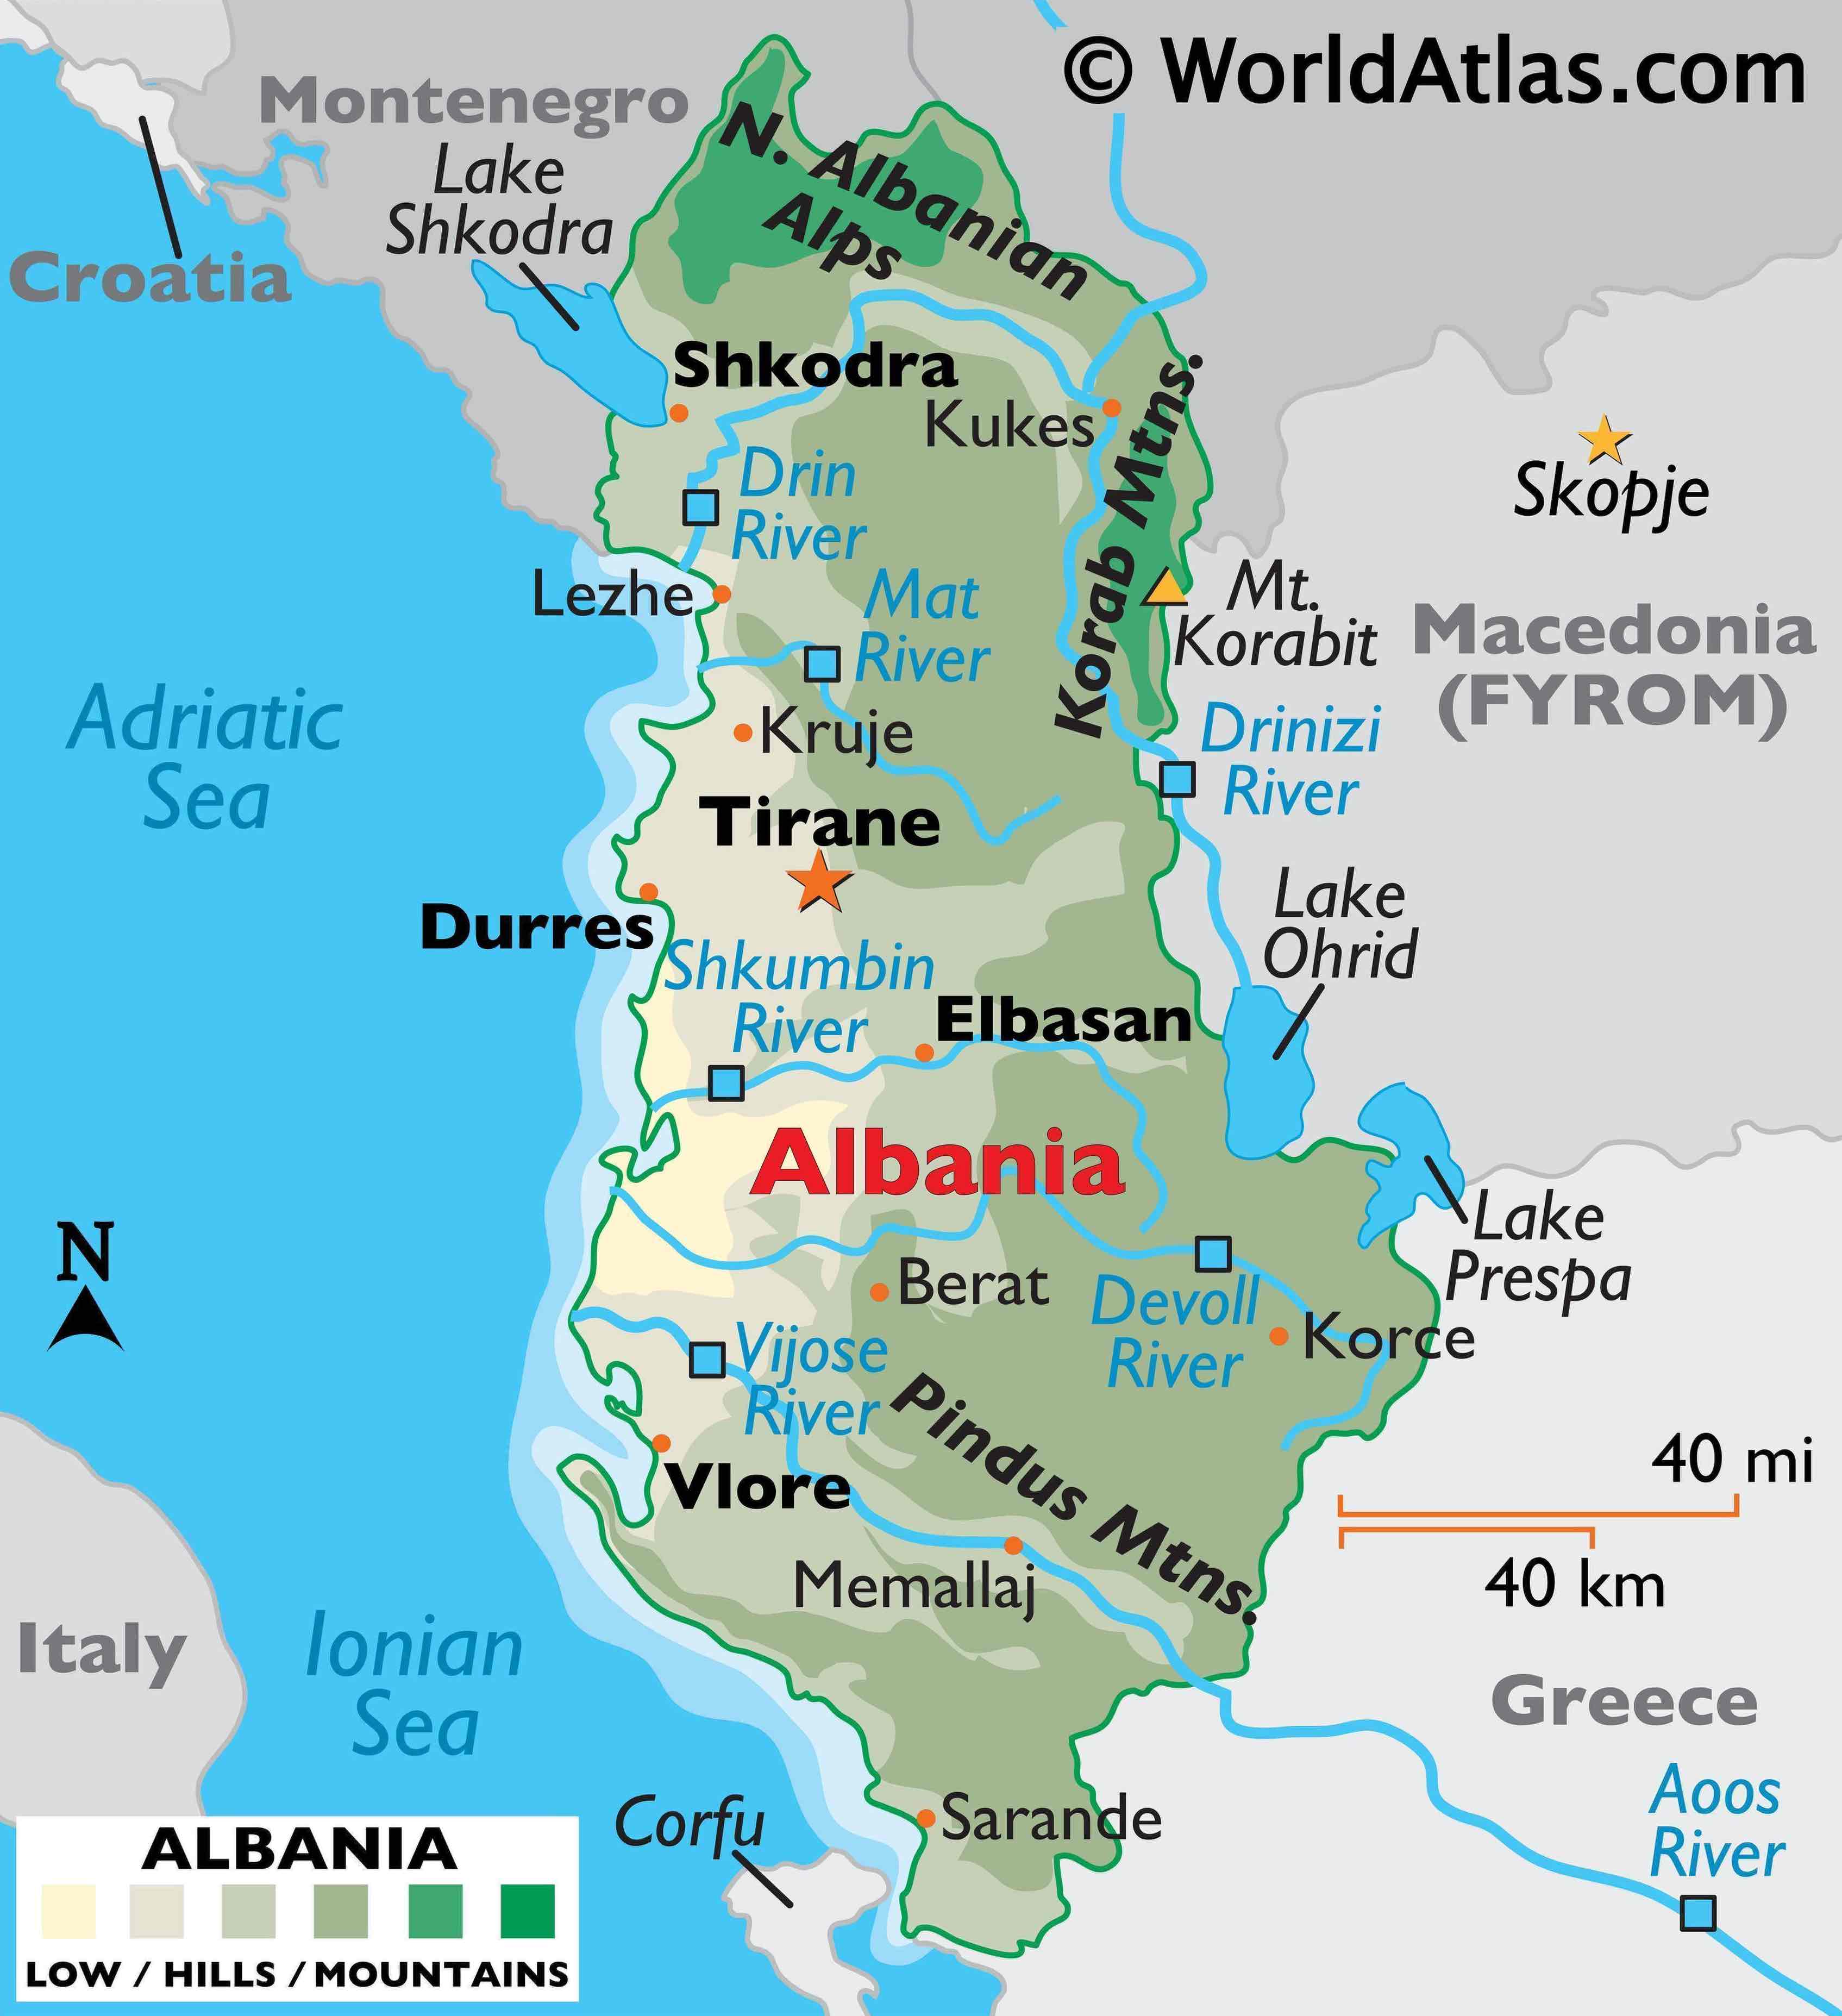 © WorldAtlas.com
Montenegro
Lake
Shkodra
Croatia
N. Albanian
Alps
Shkodra
Kukes
Korab Mtns.
Skopje
Drin
River
Lezhe
Mat
River
Mt.
Korabit
Macedonia
(FYROM)
Adriatic
Sea
Kruje
Drinizi
River
Tirane
Durres
Lake
Ohrid
Shkumbin
River
Elbasan
Albania
N
Lake
Prespa
Berat
Devoll
River
Korce
Vijose
River
Pindus Mtns.
Vlore
40 mi
40 km
Memallaj
Italy
Ionian
Sea
Greece
Aoos
River
Corfu
Sarande
ALBANIA
LOW / HILLS / MOUNTAINS